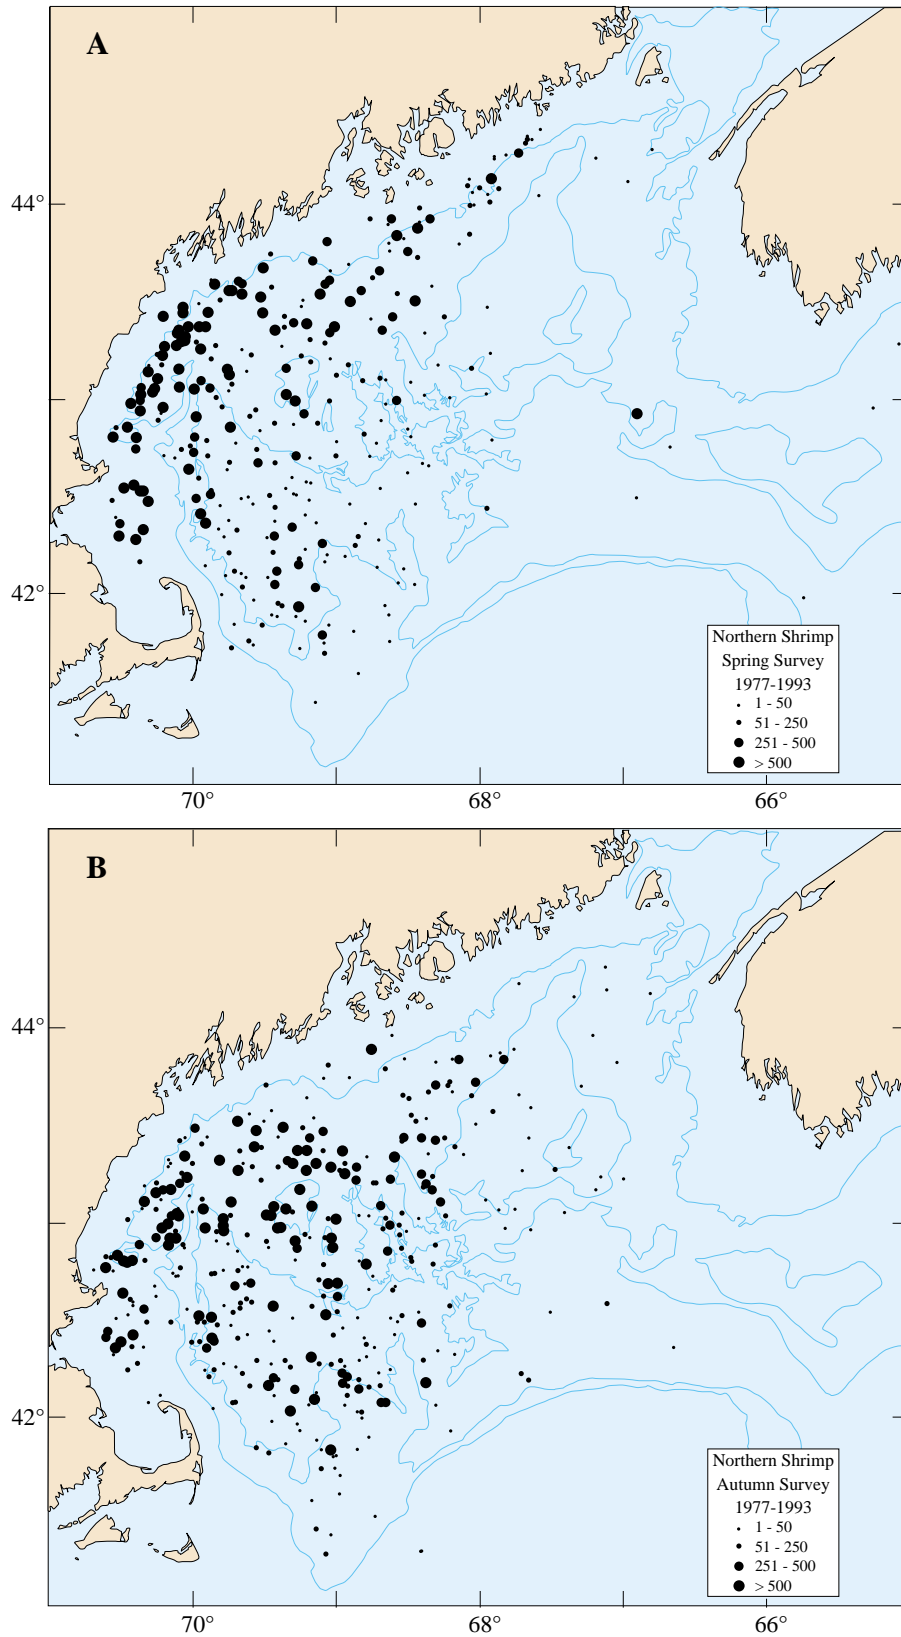 A
44°
42°
Northern Shrimp
Spring Survey
1977-1993
1 - 50
51 - 250
251 - 500
> 500
70°
68°
66°
B
44°
42°
Northern Shrimp
Autumn Survey
1977-1993
1 - 50
51 - 250
251 - 500
> 500
70°
68°
66°